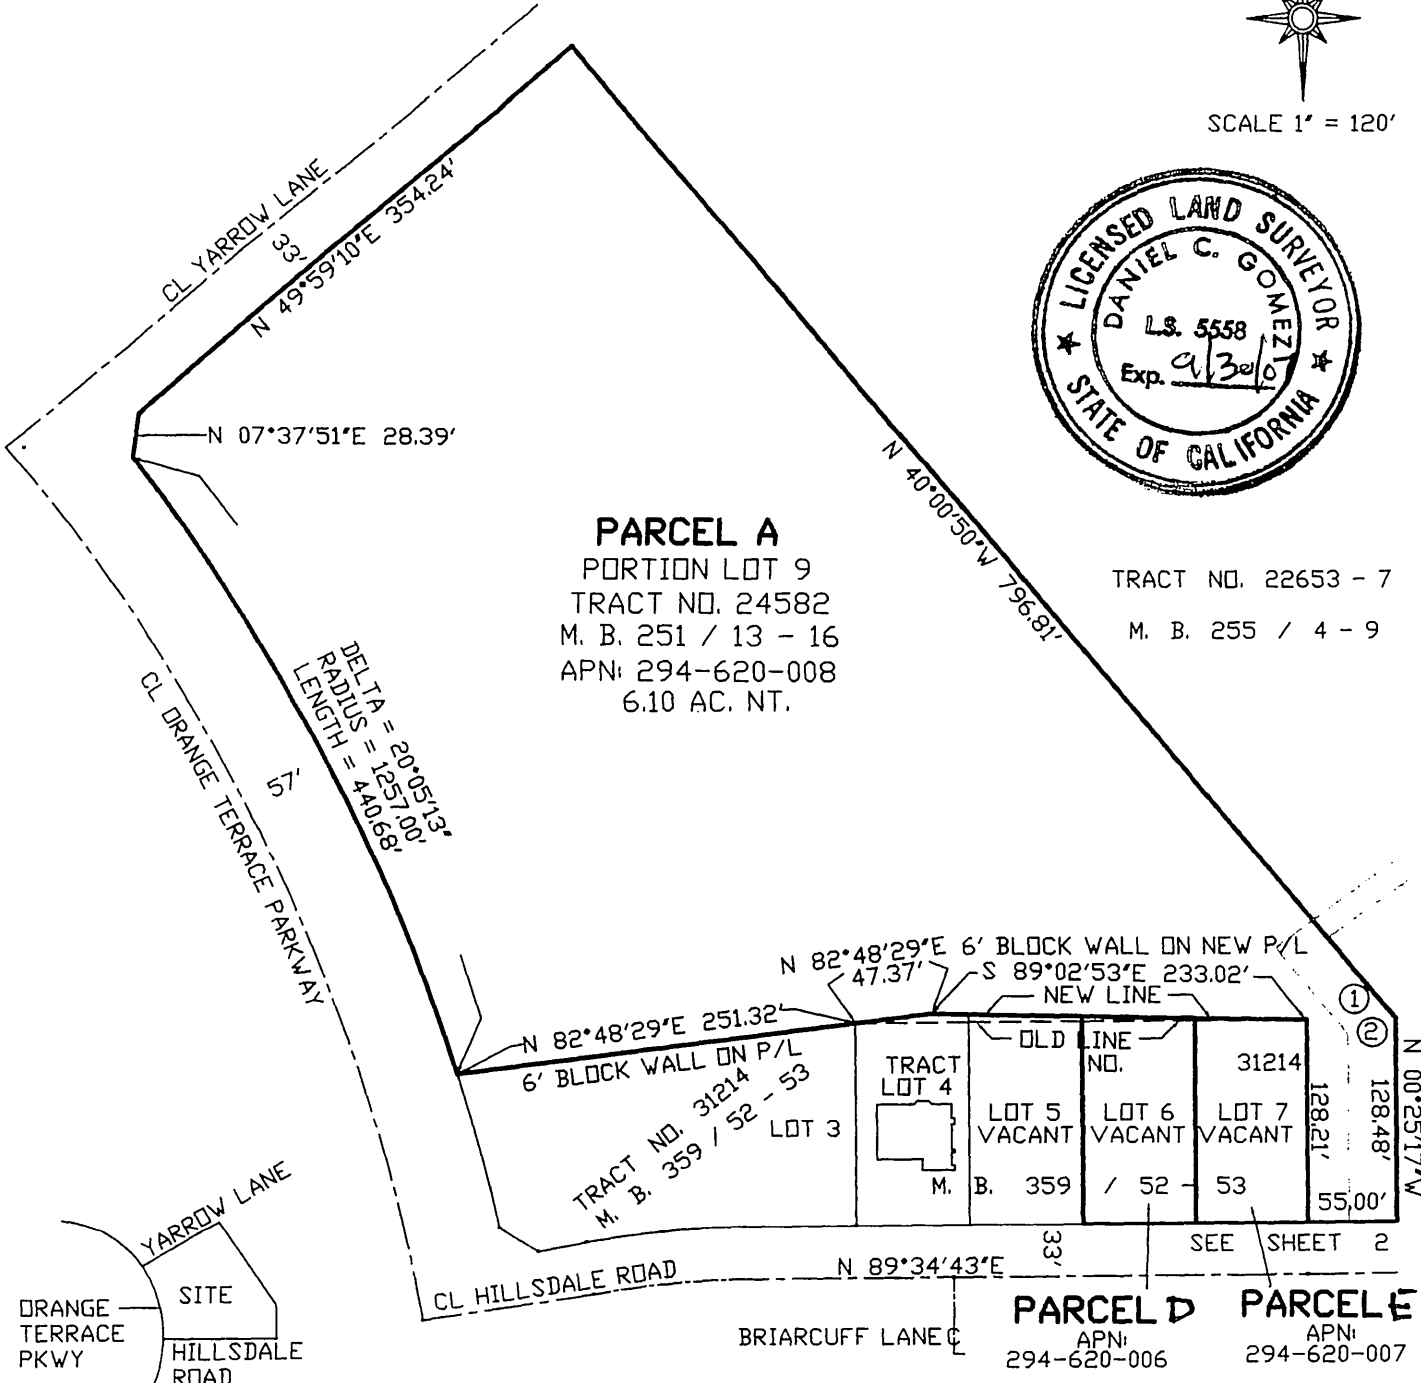 SCALE 1" = 120'
LICENSED LAND SURVEYOR
DANIEL C. GOMEZ
L.S. 5558
Exp. 9/30/07
STATE OF CALIFORNIA
CL YARROW LANE
33'
N 49°59'10"E 354.24'
N 07°37'51"E 28.39'
N 40°00'50"W 796.81'
PARCEL A
PORTION LOT 9
TRACT NO. 24582
M. B. 251 / 13 - 16
APN: 294-620-008
6.10 AC. NT.
TRACT NO. 22653 - 7
M. B. 255 / 4 - 9
DELTA = 20°05'13"
RADIUS = 1257.00'
LENGTH = 440.68'
CL ORANGE TERRACE PARKWAY
57'
N 82°48'29"E 6' BLOCK WALL ON NEW P/L
47.37' S 89°02'53"E 233.02'
NEW LINE
1
2
N 82°48'29"E 251.32'
6' BLOCK WALL ON P/L
OLD LINE
TRACT NO. 31214
LOT 4
TRACT NO. 31214
M. B. 359 / 52 - 53
LOT 3
LOT 5
VACANT
LOT 6
VACANT
LOT 7
VACANT
M. B. 359 / 52 - 53
128.21'
128.48'
N 00°25'17"W
55.00'
33'
SEE SHEET 2
N 89°34'43"E
CL HILLSDALE ROAD
BRIARCUFF LANE ℄
PARCEL D
APN:
294-620-006
PARCEL E
APN:
294-620-007
YARROW LANE
SITE
ORANGE
TERRACE
PKWY
HILLSDALE
ROAD